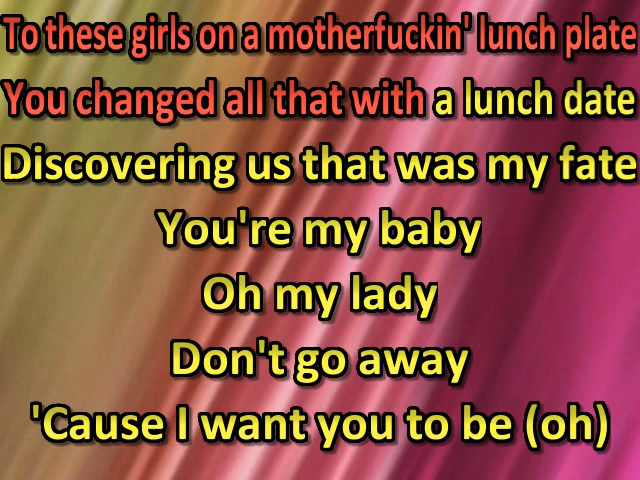 To these girls on a motherfuckin' lunch plate
You changed all that with a lunch date
Discovering us that was my fate
You're my baby
Oh my lady
Don't go away
'Cause I want you to be (oh)